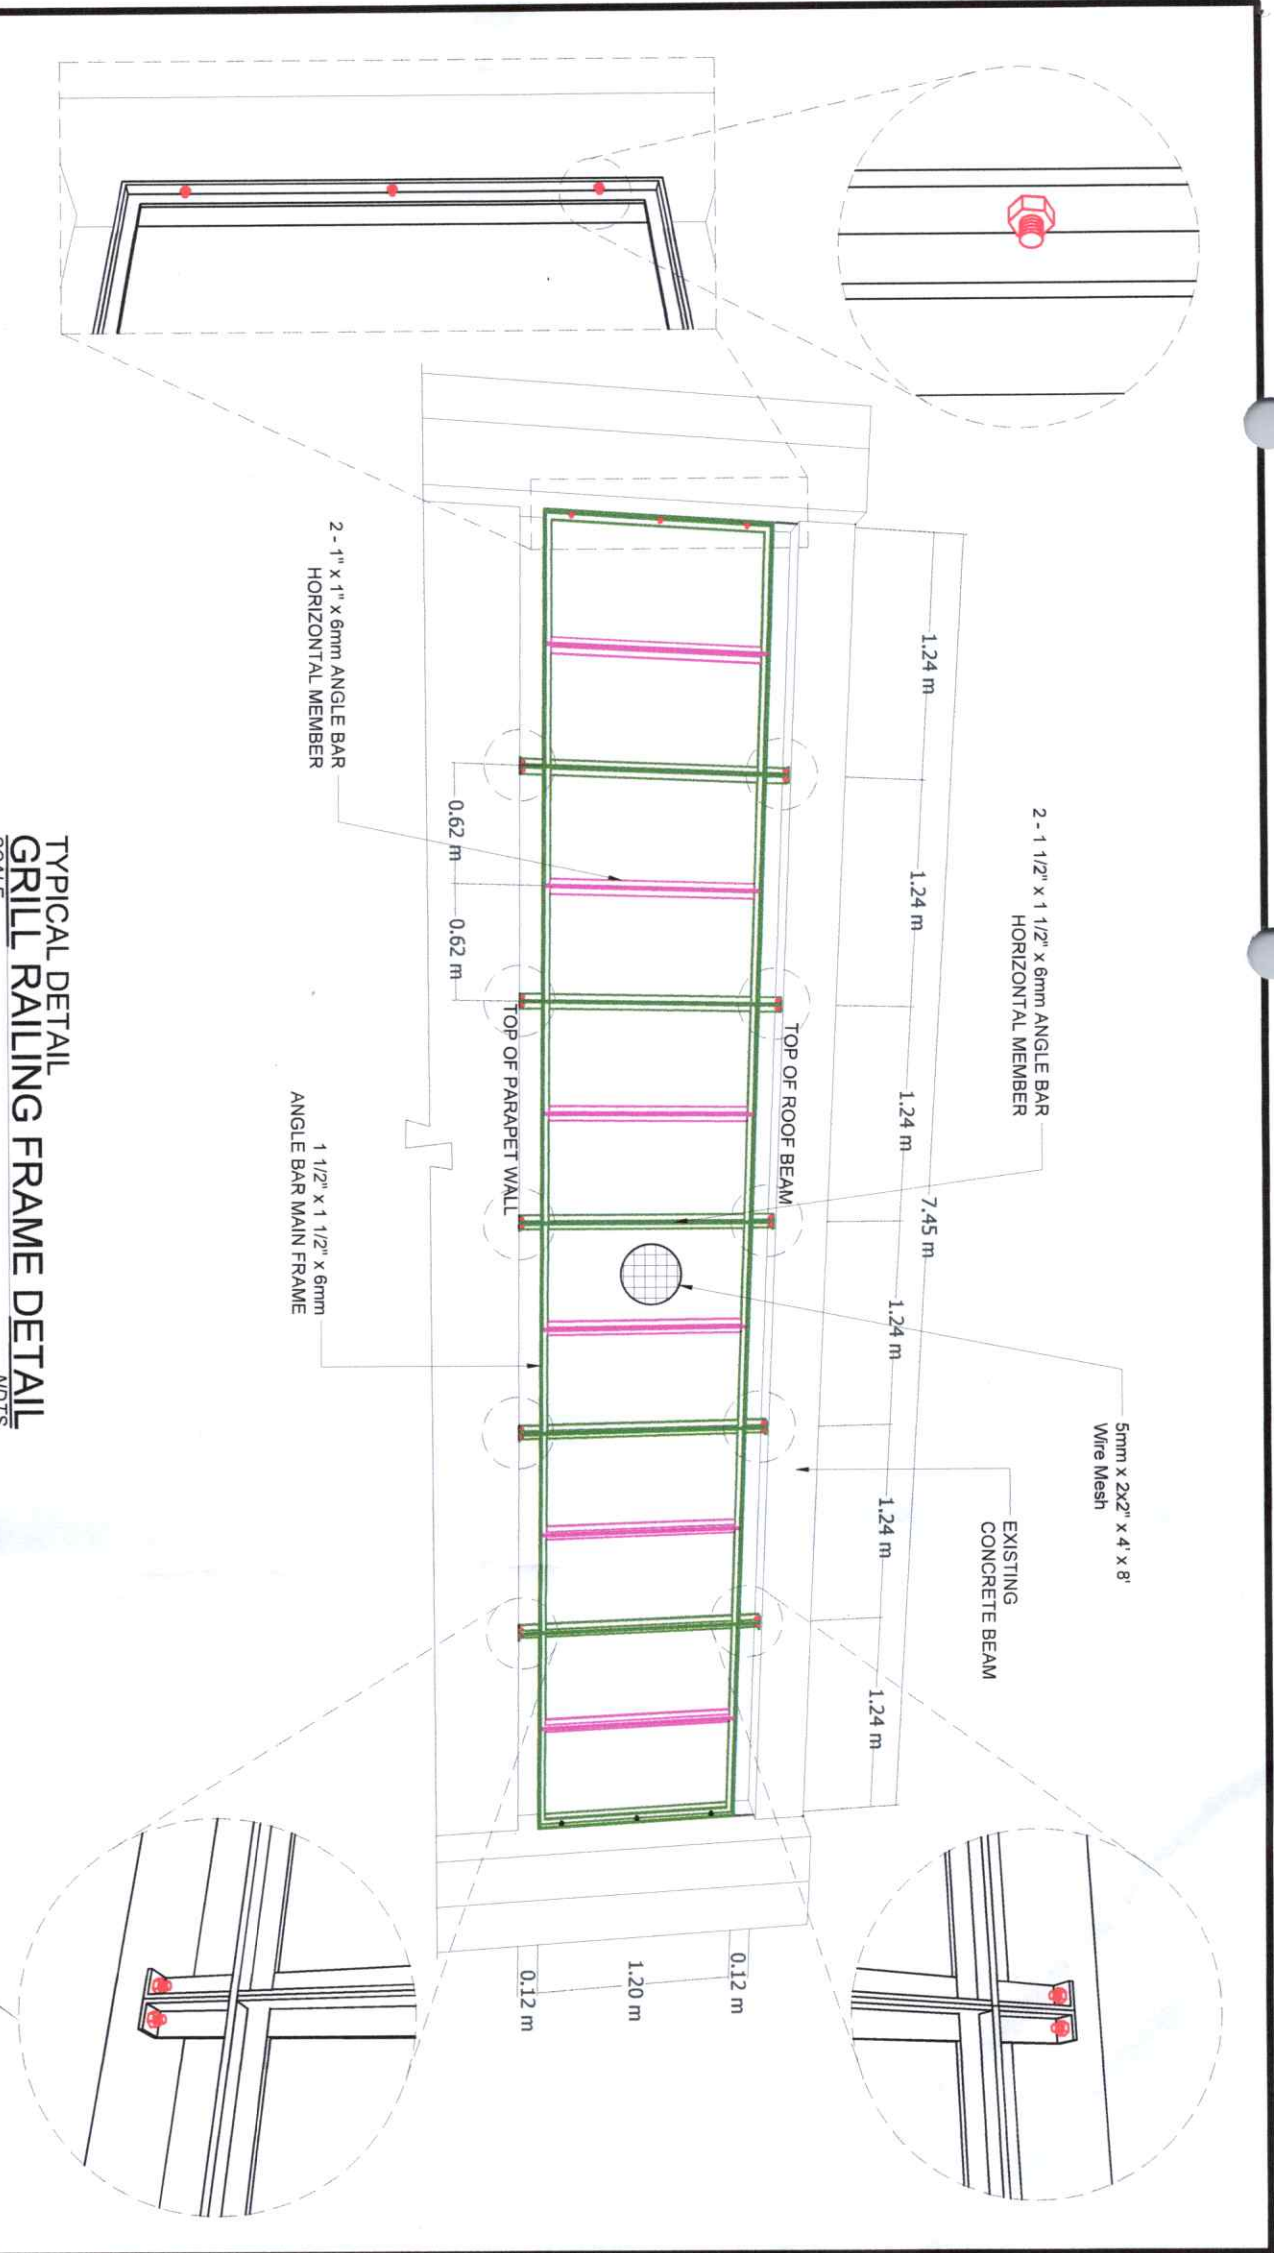 5mm x 2x2" x 4' x 8'
Wire Mesh
2 - 1 1/2" x 1 1/2" x 6mm ANGLE BAR
HORIZONTAL MEMBER
EXISTING
CONCRETE BEAM
7.45 m
1.24 m
1.24 m
1.24 m
1.24 m
1.24 m
1.24 m
TOP OF ROOF BEAM
0.12 m
1.20 m
0.12 m
TOP OF PARAPET WALL
0.62 m
0.62 m
2 - 1" x 1" x 6mm ANGLE BAR
HORIZONTAL MEMBER
1 1/2" x 1 1/2" x 6mm
ANGLE BAR MAIN FRAME
TYPICAL DETAIL
GRILL RAILING FRAME DETAIL